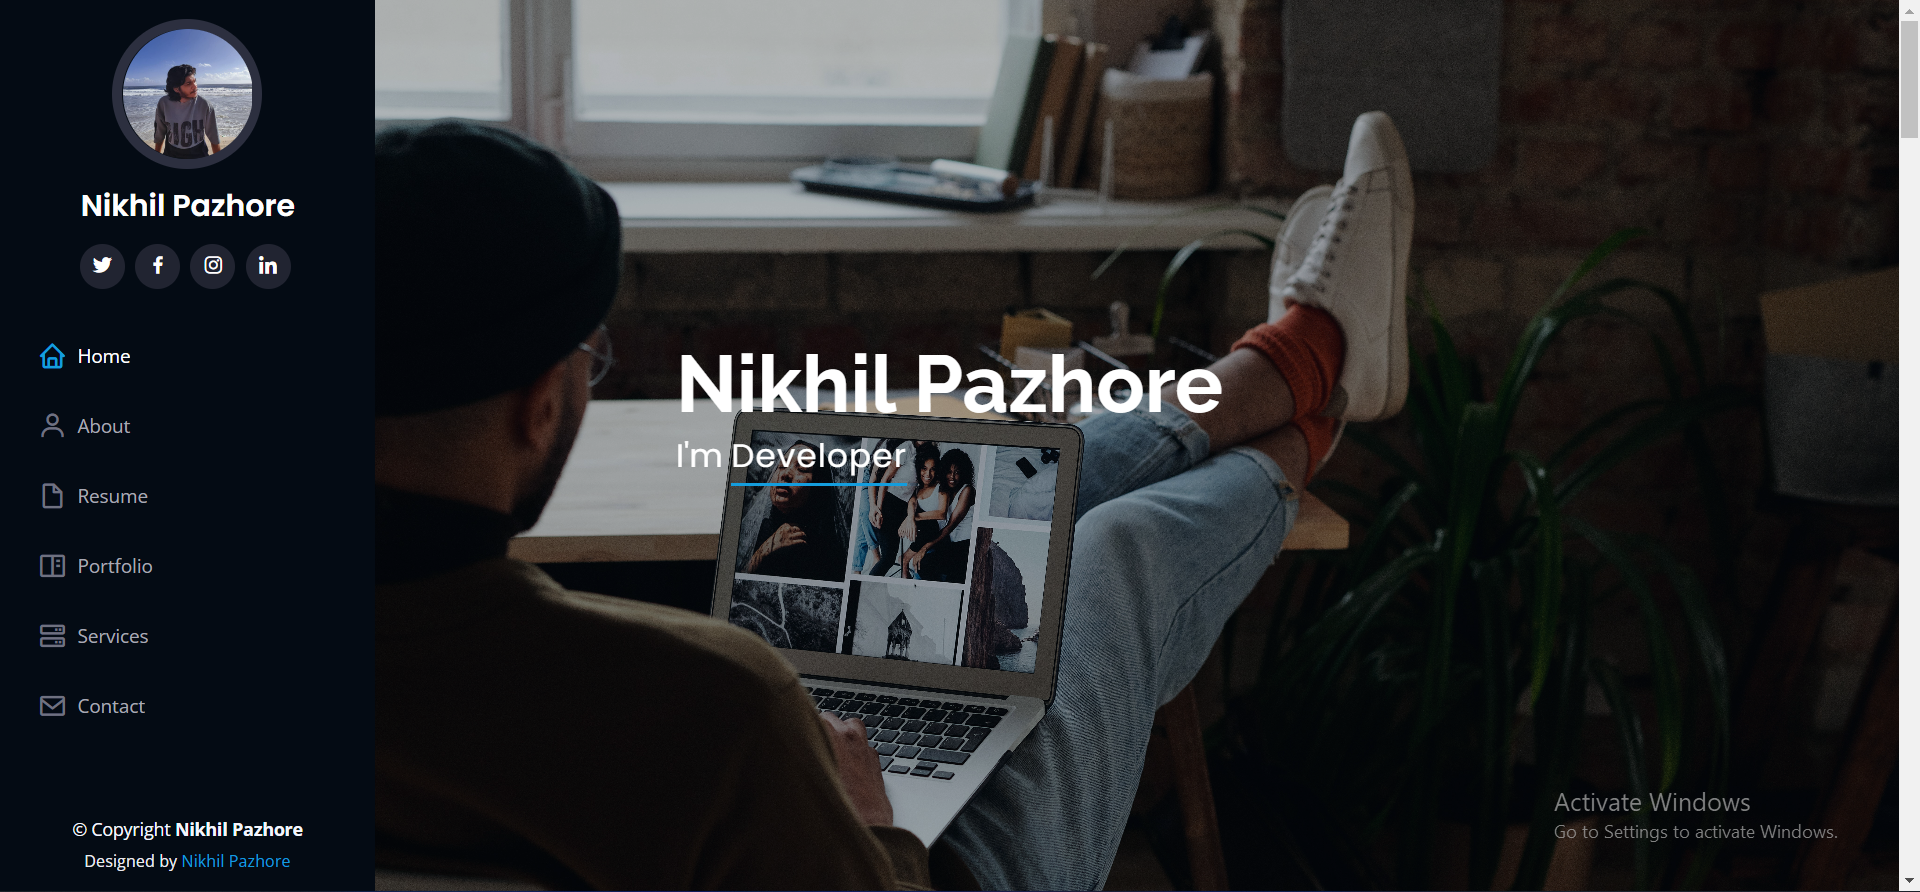 Nikhil Pazhore
Home
About
Resume
Portfolio
Services
Contact
© Copyright Nikhil Pazhore
Designed by Nikhil Pazhore
Nikhil Pazhore
I'm Developer
Activate Windows
Go to Settings to activate Windows.